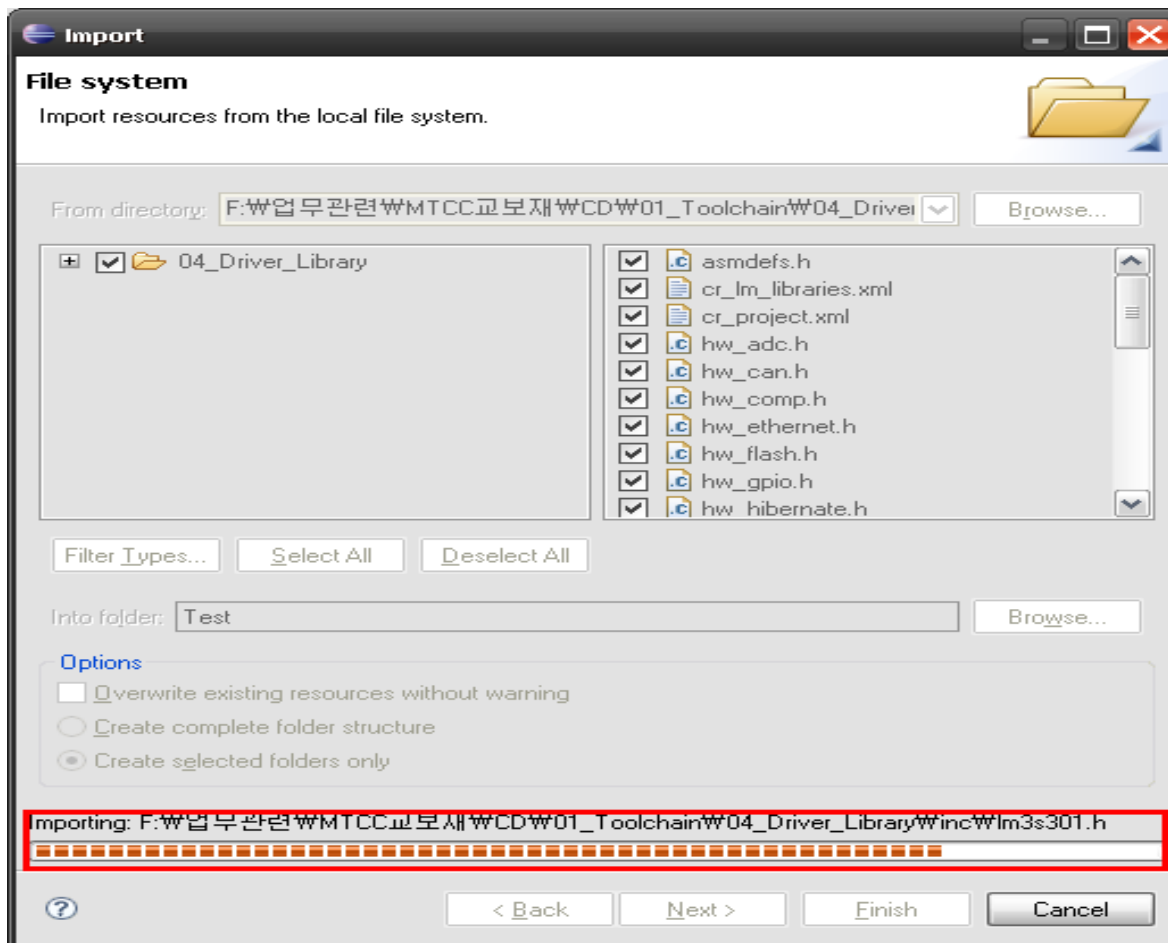 Import
File system
Import resources from the local file system.
From directory: F:₩업무관련₩MTCC교보재₩CD₩01_Toolchain₩04_Driver Browse...
04_Driver_Library
asmdefs.h
cr_lm_libraries.xml
cr_project.xml
hw_adc.h
hw_can.h
hw_comp.h
hw_ethernet.h
hw_flash.h
hw_gpio.h
hw_hibernate.h
Filter Types... Select All Deselect All
Into folder: Test Browse...
Options
Overwrite existing resources without warning
Create complete folder structure
Create selected folders only
Importing: F:₩업무관련₩MTCC교보재₩CD₩01_Toolchain₩04_Driver_Library₩inc₩lm3s301.h
< Back Next > Finish Cancel